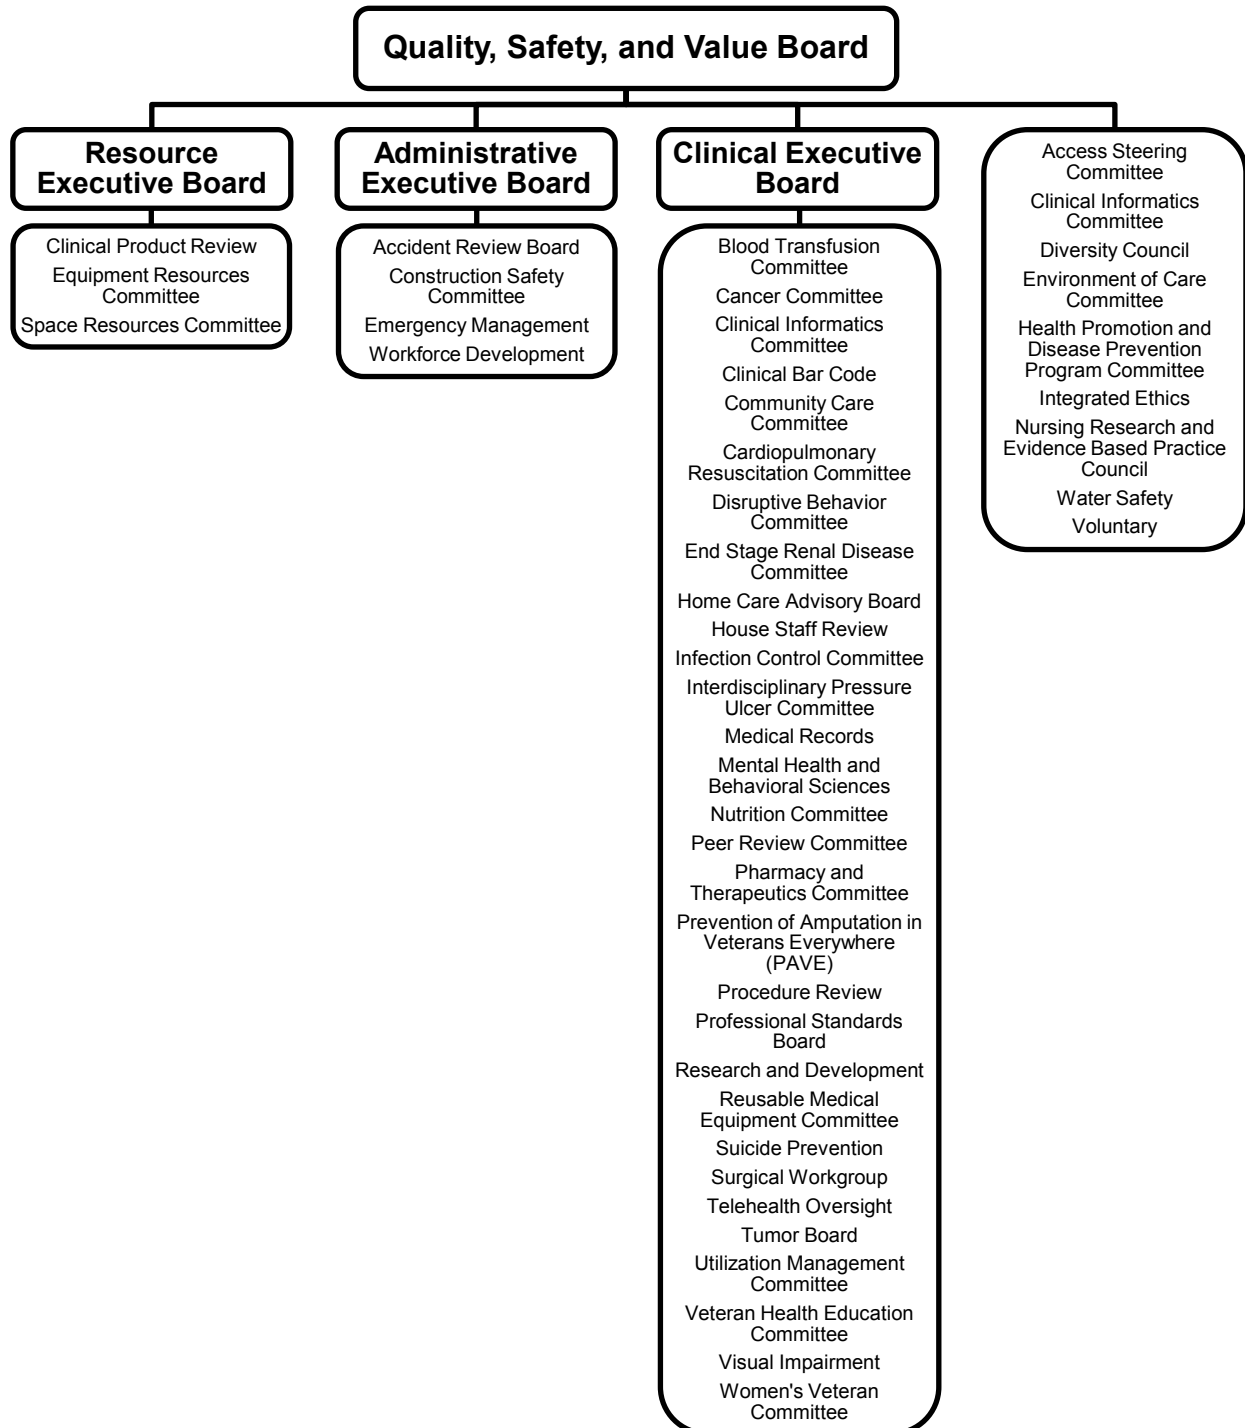 Quality, Safety, and Value Board
Resource
Executive Board
Clinical Product Review
Equipment Resources
Committee
Space Resources Committee
Administrative
Executive Board
Accident Review Board
Construction Safety
Committee
Emergency Management
Workforce Development
Clinical Executive
Board
Blood Transfusion
Committee
Cancer Committee
Clinical Informatics
Committee
Clinical Bar Code
Community Care
Committee
Cardiopulmonary
Resuscitation Committee
Disruptive Behavior
Committee
End Stage Renal Disease
Committee
Home Care Advisory Board
House Staff Review
Infection Control Committee
Interdisciplinary Pressure
Ulcer Committee
Medical Records
Mental Health and
Behavioral Sciences
Nutrition Committee
Peer Review Committee
Pharmacy and
Therapeutics Committee
Prevention of Amputation in
Veterans Everywhere
(PAVE)
Procedure Review
Professional Standards
Board
Research and Development
Reusable Medical
Equipment Committee
Suicide Prevention
Surgical Workgroup
Telehealth Oversight
Tumor Board
Utilization Management
Committee
Veteran Health Education
Committee
Visual Impairment
Women's Veteran
Committee
Access Steering
Committee
Clinical Informatics
Committee
Diversity Council
Environment of Care
Committee
Health Promotion and
Disease Prevention
Program Committee
Integrated Ethics
Nursing Research and
Evidence Based Practice
Council
Water Safety
Voluntary